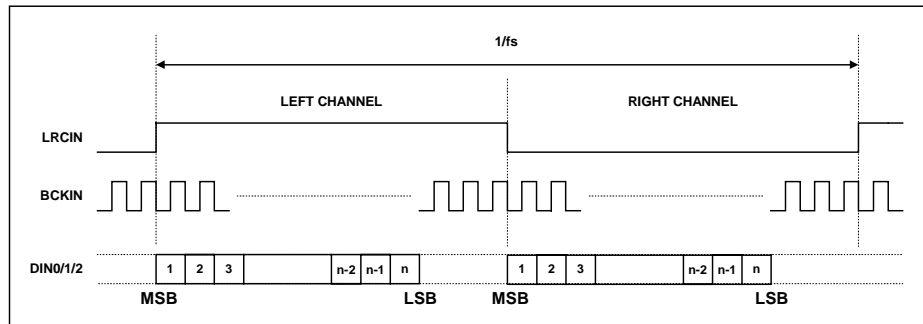 1/fs
LEFT CHANNEL RIGHT CHANNEL
LRCIN
BCKIN
DIN0/1/2 1 2 3 n-2 n-1 n 1 2 3 n-2 n-1 n
MSB LSB MSB LSB